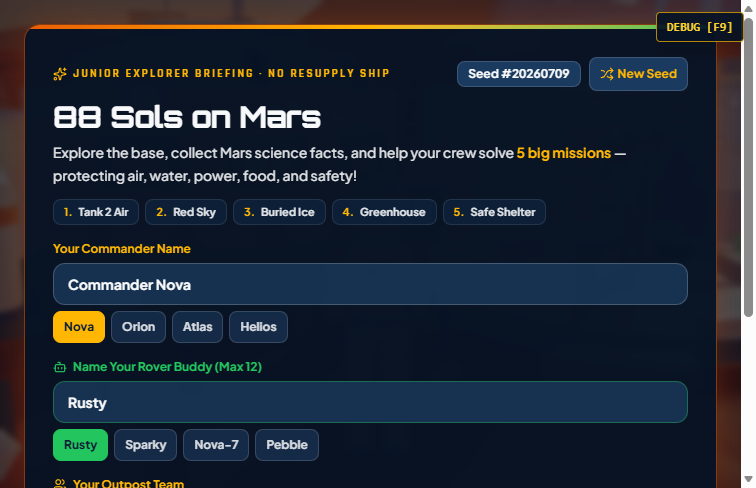 DEBUG [F9]
JUNIOR EXPLORER BRIEFING · NO RESUPPLY SHIP
Seed #20260709
New Seed
88 Sols on Mars
Explore the base, collect Mars science facts, and help your crew solve 5 big missions —
protecting air, water, power, food, and safety!
1. Tank 2 Air
2. Red Sky
3. Buried Ice
4. Greenhouse
5. Safe Shelter
Your Commander Name
Commander Nova
Nova
Orion
Atlas
Helios
Name Your Rover Buddy (Max 12)
Rusty
Rusty
Sparky
Nova-7
Pebble
Your Outpost Team